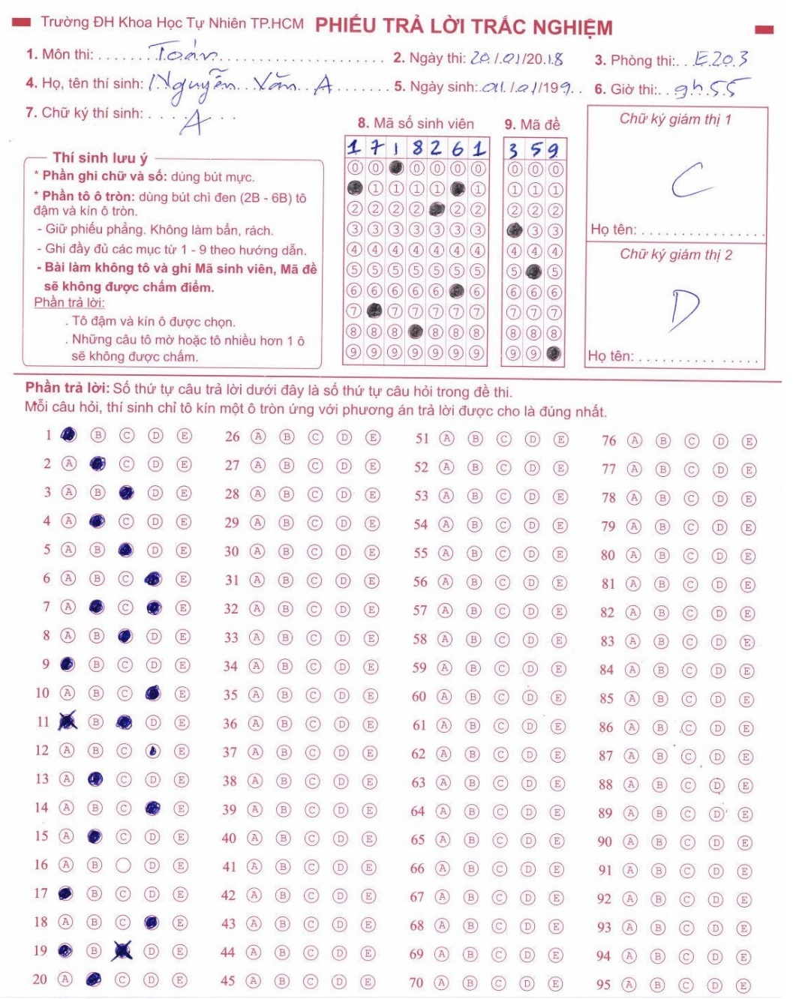 Trường ĐH Khoa Học Tự Nhiên TP.HCM PHIẾU TRẢ LỜI TRẮC NGHIỆM
1. Môn thi: Toán 2. Ngày thi: 20/01/2018 3. Phòng thi: E203
4. Họ, tên thí sinh: Nguyễn Văn A 5. Ngày sinh: 01/01/199 6. Giờ thi: 9h55
7. Chữ ký thí sinh: A
8. Mã số sinh viên 9. Mã đề
1 7 1 8 2 6 1 3 5 9
Chữ ký giám thị 1
C
Họ tên:
Chữ ký giám thị 2
D
Họ tên:
Thí sinh lưu ý
* Phần ghi chữ và số: dùng bút mực.
* Phần tô ô tròn: dùng bút chì đen (2B - 6B) tô
đậm và kín ô tròn.
- Giữ phiếu phẳng. Không làm bẩn, rách.
- Ghi đầy đủ các mục từ 1 - 9 theo hướng dẫn.
- Bài làm không tô và ghi Mã sinh viên, Mã đề
sẽ không được chấm điểm.
Phần trả lời:
. Tô đậm và kín ô được chọn.
. Những câu tô mờ hoặc tô nhiều hơn 1 ô
sẽ không được chấm.
0 0 0 0 0 0 0 0 0
1 1 1 1 1 1 1 1
2 2 2 2 2 2 2 2 2
3 3 3 3 3 3 3 3 3
4 4 4 4 4 4 4 4 4 4
5 5 5 5 5 5 5 5 5
6 6 6 6 6 6 6 6 6
7 7 7 7 7 7 7 7 7
8 8 8 8 8 8 8 8 8
9 9 9 9 9 9 9 9 9
Phần trả lời: Số thứ tự câu trả lời dưới đây là số thứ tự câu hỏi trong đề thi.
Mỗi câu hỏi, thí sinh chỉ tô kín một ô tròn ứng với phương án trả lời được cho là đúng nhất.
1 B C D E 26 A B C D E 51 A B C D E 76 A B C D E
2 A C D E 27 A B C D E 52 A B C D E 77 A B C D E
3 A B D E 28 A B C D E 53 A B C D E 78 A B C D E
4 A C D E 29 A B C D E 54 A B C D E 79 A B C D E
5 A B D E 30 A B C D E 55 A B C D E 80 A B C D E
6 A B C E 31 A B C D E 56 A B C D E 81 A B C D E
7 A C E 32 A B C D E 57 A B C D E 82 A B C D E
8 A B D E 33 A B C D E 58 A B C D E 83 A B C D E
9 B C D E 34 A B C D E 59 A B C D E 84 A B C D E
10 A B C E 35 A B C D E 60 A B C D E 85 A B C D E
11 B D E 36 A B C D E 61 A B C D E 86 A B C D E
12 A B C E 37 A B C D E 62 A B C D E 87 A B C D E
13 A C D E 38 A B C D E 63 A B C D E 88 A B C D E
14 A B C E 39 A B C D E 64 A B C D E 89 A B C D E
15 A C D E 40 A B C D E 65 A B C D E 90 A B C D E
16 A B D E 41 A B C D E 66 A B C D E 91 A B C D E
17 B C D E 42 A B C D E 67 A B C D E 92 A B C D E
18 A B C E 43 A B C D E 68 A B C D E 93 A B C D E
19 B D E 44 A B C D E 69 A B C D E 94 A B C D E
20 A C D E 45 A B C D E 70 A B C D E 95 A B C D E